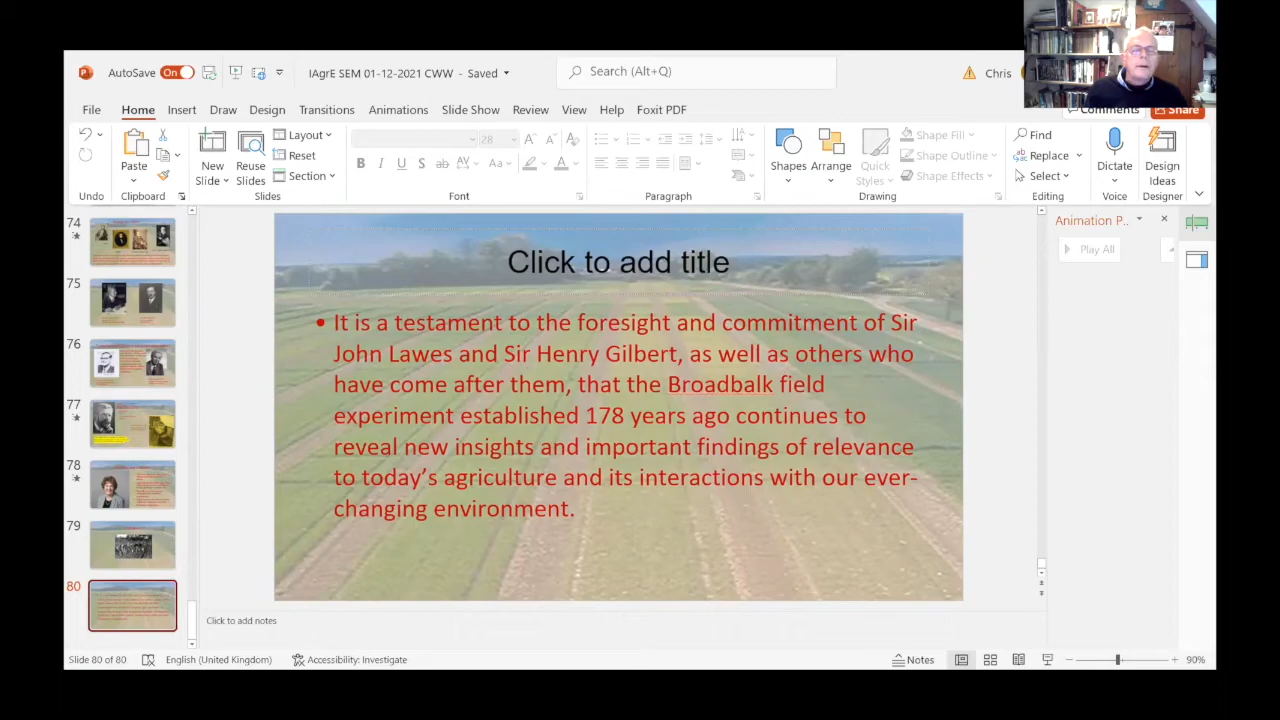 AutoSave On IAgrE SEM 01-12-2021 CWW - Saved Search (Alt+Q) Chris
File Home Insert Draw Design Transitions Animations Slide Show Review View Help Foxit PDF Comments Share
Layout Shape Fill Find
Paste New Slide Reuse Slides Reset 28 Shapes Arrange Quick Styles Shape Outline Replace Dictate Design Ideas
Section B I U S ab AV Aa A Shape Effects Select
Undo Clipboard Slides Font Paragraph Drawing Editing Voice Designer
74
75
76
77
78
79
80
Click to add title
• It is a testament to the foresight and commitment of Sir
John Lawes and Sir Henry Gilbert, as well as others who
have come after them, that the Broadbalk field
experiment established 178 years ago continues to
reveal new insights and important findings of relevance
to today’s agriculture and its interactions with our ever-
changing environment.
Animation P..
Play All
Click to add notes
Slide 80 of 80 English (United Kingdom) Accessibility: Investigate Notes 90%